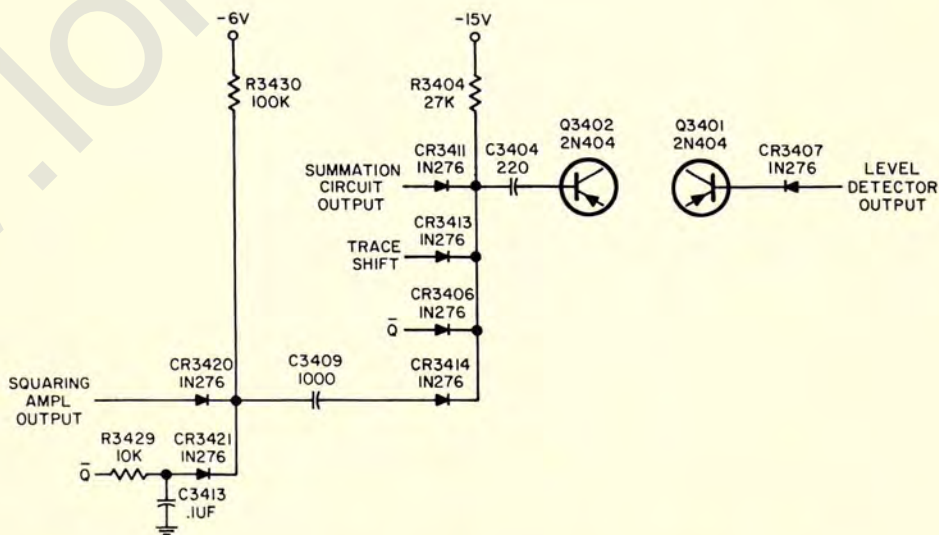 -6V
-15V
R3430
100K
R3404
27K
Q3402
2N404
Q3401
2N404
CR3411
IN276
C3404
220
CR3407
IN276
SUMMATION
CIRCUIT
OUTPUT
LEVEL
DETECTOR
OUTPUT
CR3413
IN276
TRACE
SHIFT
CR3406
IN276
Q̄
CR3420
IN276
C3409
1000
CR3414
IN276
SQUARING
AMPL
OUTPUT
R3429
10K
CR3421
IN276
Q̄
C3413
.1UF